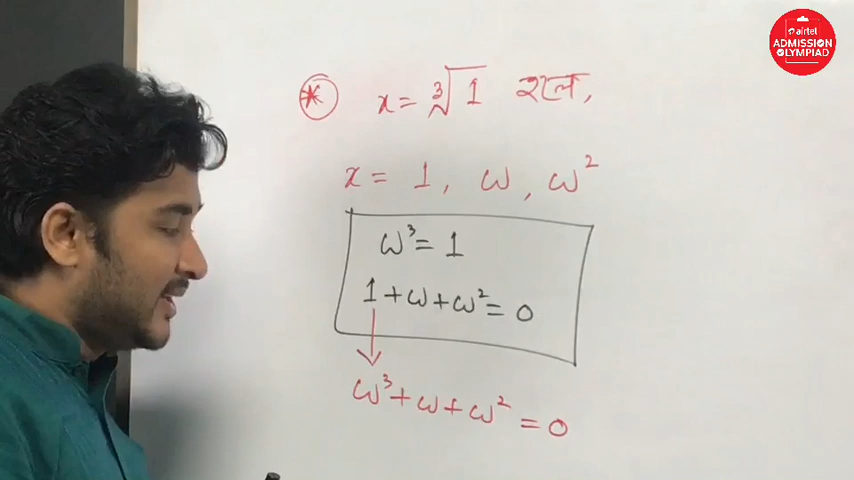 airtel
ADMISSION
OLYMPIAD
* x = ∛1 হলে,
x = 1, ω, ω²
ω³ = 1
1 + ω + ω² = 0
ω³ + ω + ω² = 0